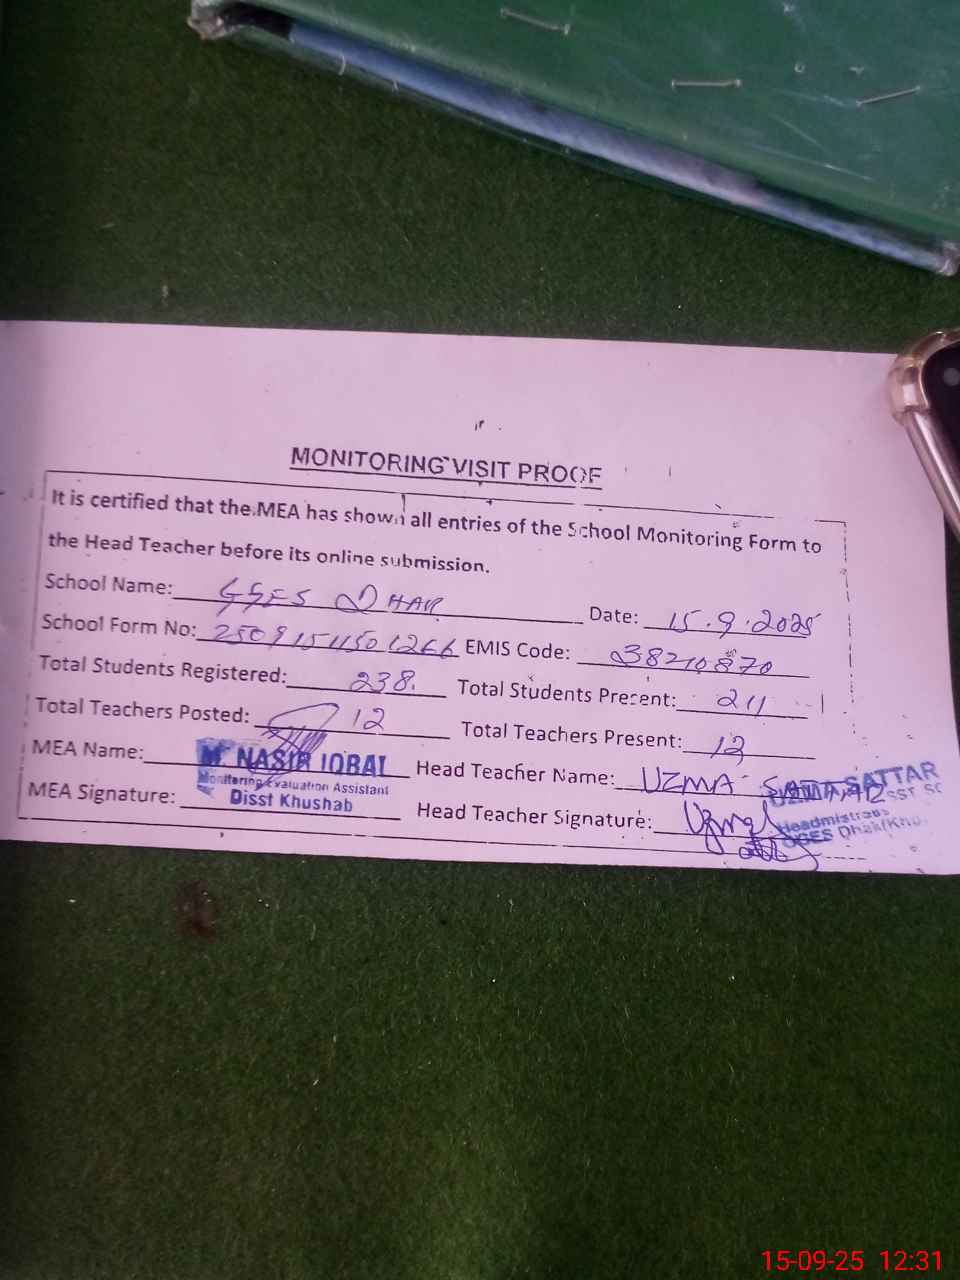 MONITORING VISIT PROOF
It is certified that the MEA has shown all entries of the School Monitoring Form to
the Head Teacher before its online submission.
School Name: GGES DHAK Date: 15.9.2025
School Form No: EMIS Code: 38210870
Total Students Registered: 238. Total Students Present: 211
Total Teachers Posted: 12 Total Teachers Present: 12
MEA Name: M. NASIR IQBAL Head Teacher Name: UZMA SATTAR
Monitoring Evaluation Assistant
Disst Khushab
MEA Signature: Head Teacher Signature: Uzma
SATTAR
SST
Headmistress
GGES Dhak(Khu.
15-09-25 12:31